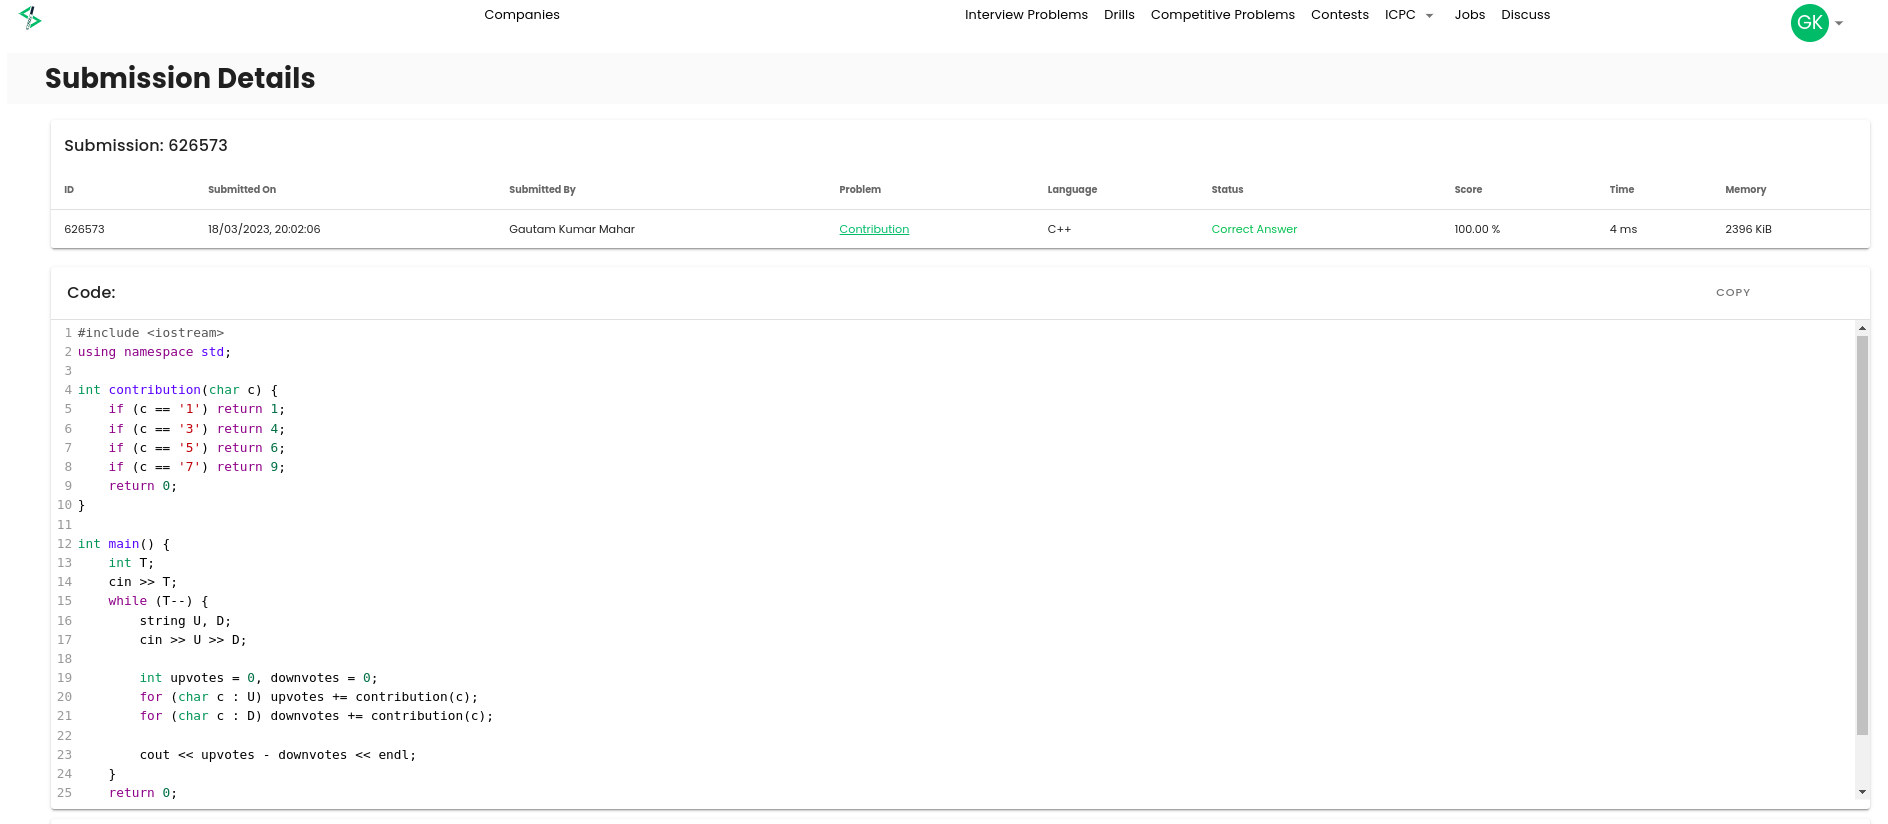 Companies Interview Problems Drills Competitive Problems Contests ICPC Jobs Discuss GK
Submission Details
Submission: 626573
ID Submitted On Submitted By Problem Language Status Score Time Memory
626573 18/03/2023, 20:02:06 Gautam Kumar Mahar Contribution C++ Correct Answer 100.00 % 4 ms 2396 KiB
Code: COPY
1 #include <iostream>
2 using namespace std;
3
4 int contribution(char c) {
5     if (c == '1') return 1;
6     if (c == '3') return 4;
7     if (c == '5') return 6;
8     if (c == '7') return 9;
9     return 0;
10 }
11
12 int main() {
13     int T;
14     cin >> T;
15     while (T--) {
16         string U, D;
17         cin >> U >> D;
18
19         int upvotes = 0, downvotes = 0;
20         for (char c : U) upvotes += contribution(c);
21         for (char c : D) downvotes += contribution(c);
22
23         cout << upvotes - downvotes << endl;
24     }
25     return 0;